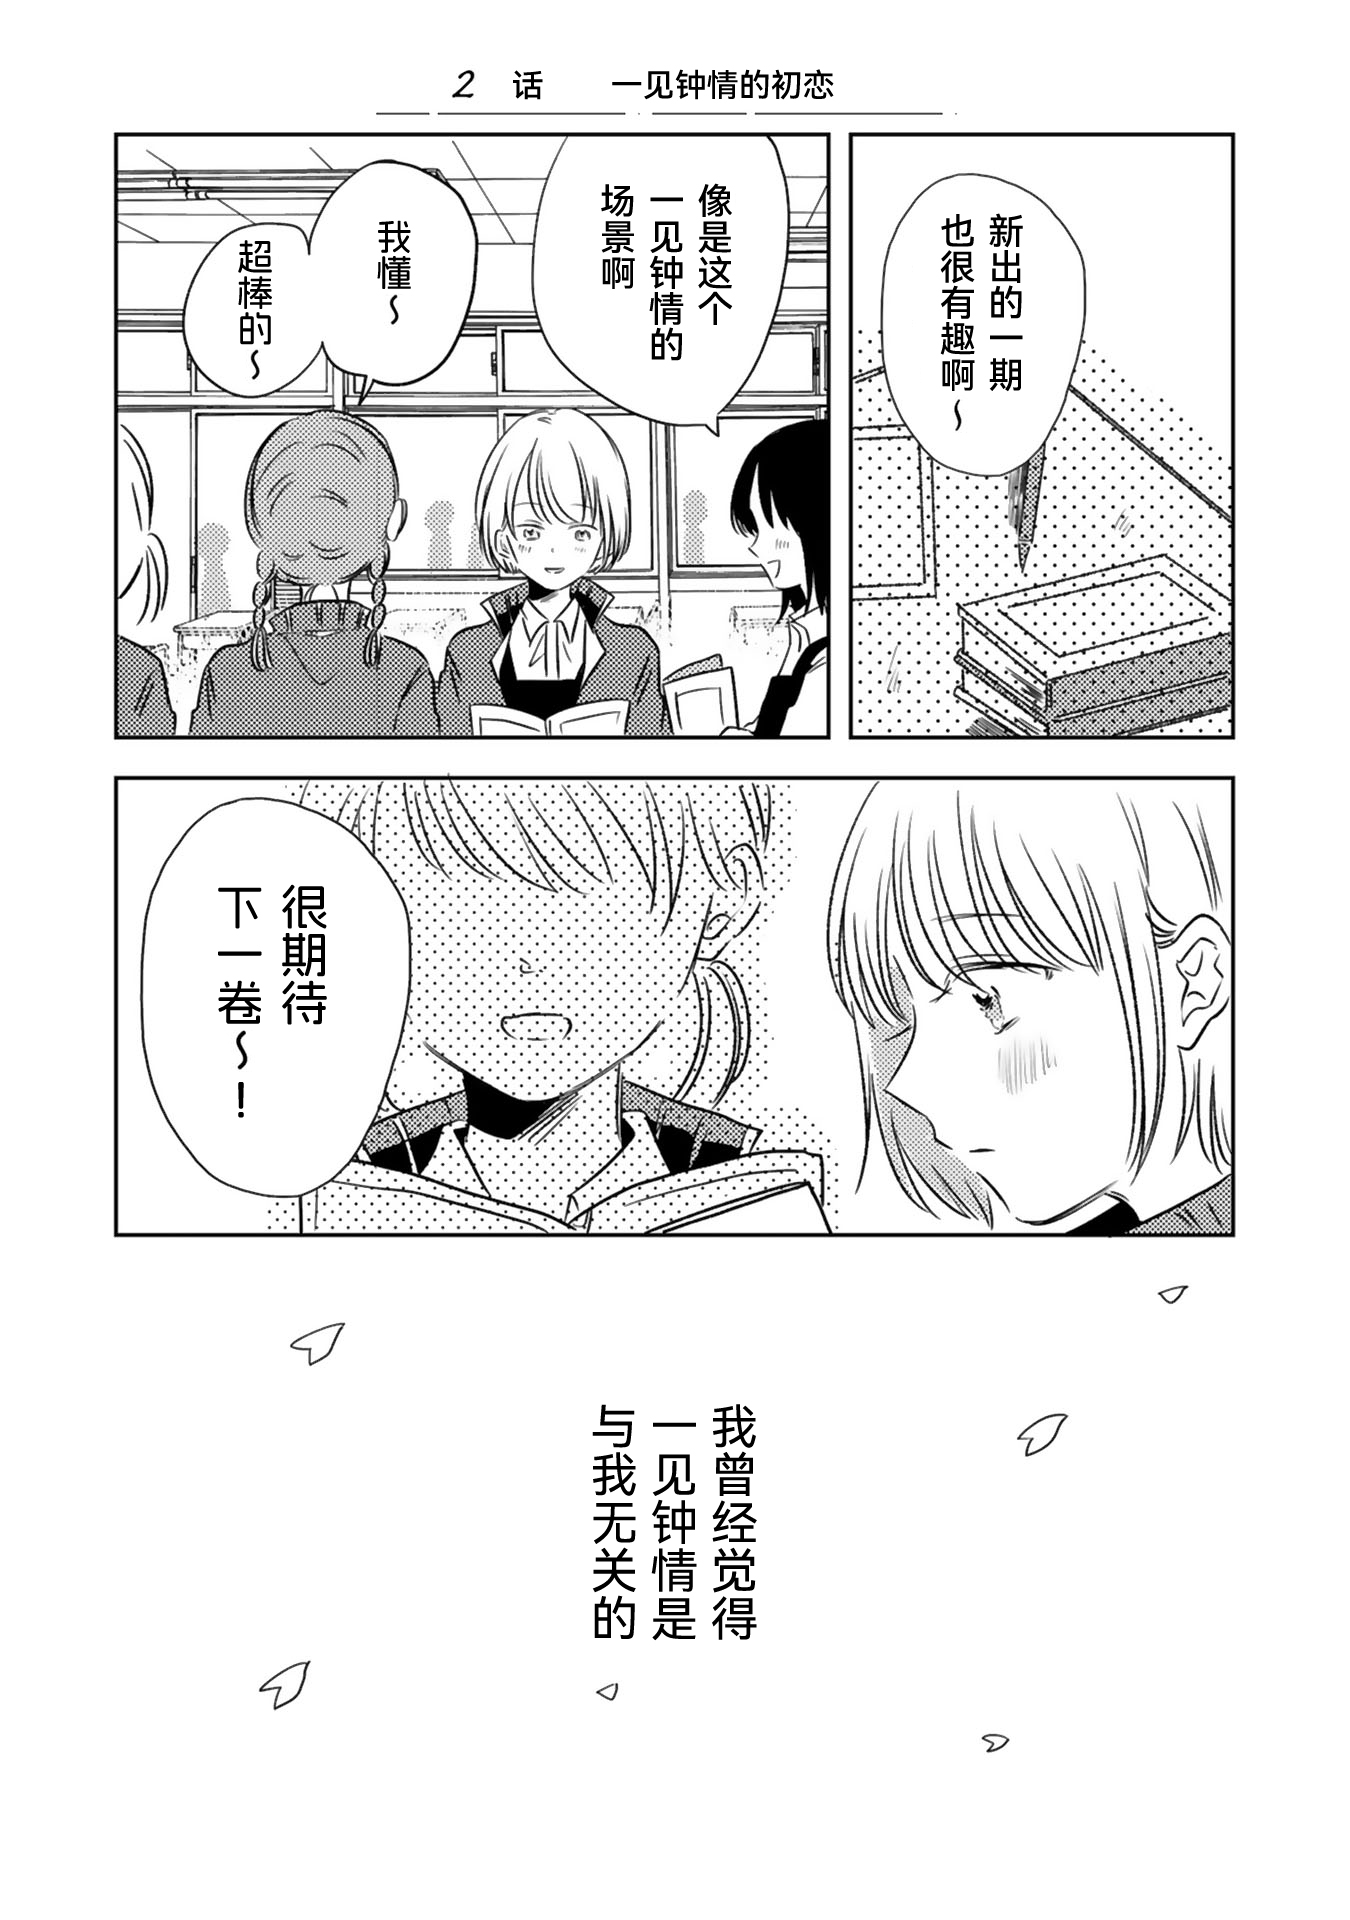 2 话 一见钟情的初恋
新出的一期
也很有趣啊～
像是这个
一见钟情的
场景啊
我懂～
超棒的～
很期待
下一卷～！
我曾经觉得
一见钟情是
与我无关的